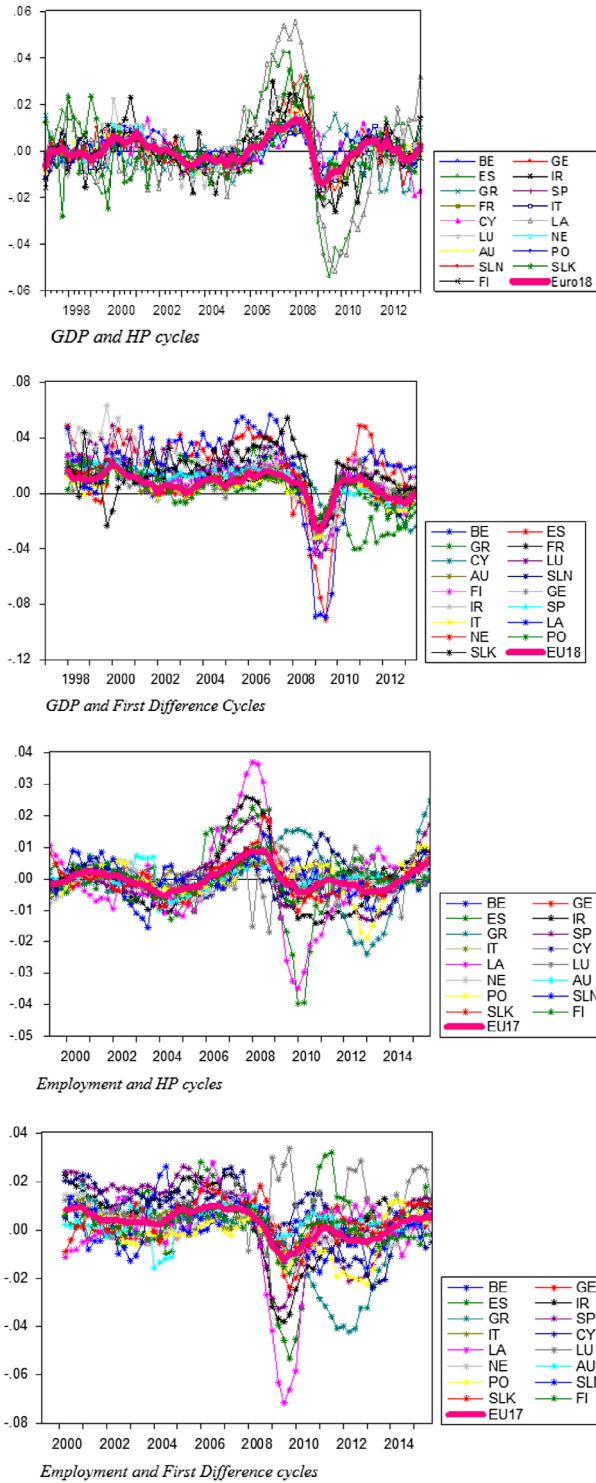 .06
.04
.02
.00
-.02
-.04
-.06
1998 2000 2002 2004 2006 2008 2010 2012
BE GE
ES IR
GR SP
FR IT
CY LA
LU NE
AU PO
SLN SLK
FI Euro18
GDP and HP cycles
.08
.04
.00
-.04
-.08
-.12
1998 2000 2002 2004 2006 2008 2010 2012
BE ES
GR FR
CY LU
AU SLN
FI GE
IR SP
IT LA
NE PO
SLK EU18
GDP and First Difference Cycles
.04
.03
.02
.01
.00
-.01
-.02
-.03
-.04
-.05
2000 2002 2004 2006 2008 2010 2012 2014
BE GE
ES IR
GR SP
IT CY
LA LU
NE AU
PO SLN
SLK FI
EU17
Employment and HP cycles
.04
.02
.00
-.02
-.04
-.06
-.08
2000 2002 2004 2006 2008 2010 2012 2014
BE GE
ES IR
GR SP
IT CY
LA LU
NE AU
PO SLN
SLK FI
EU17
Employment and First Difference cycles